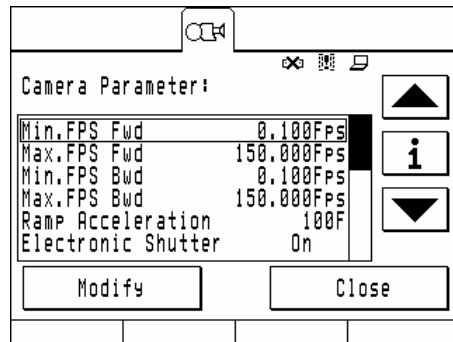 Camera Parameter:
Min.FPS Fwd 0.100Fps
Max.FPS Fwd 150.000Fps
Min.FPS Bwd 0.100Fps
Max.FPS Bwd 150.000Fps
Ramp Acceleration 100F
Electronic Shutter On
i
Modify Close